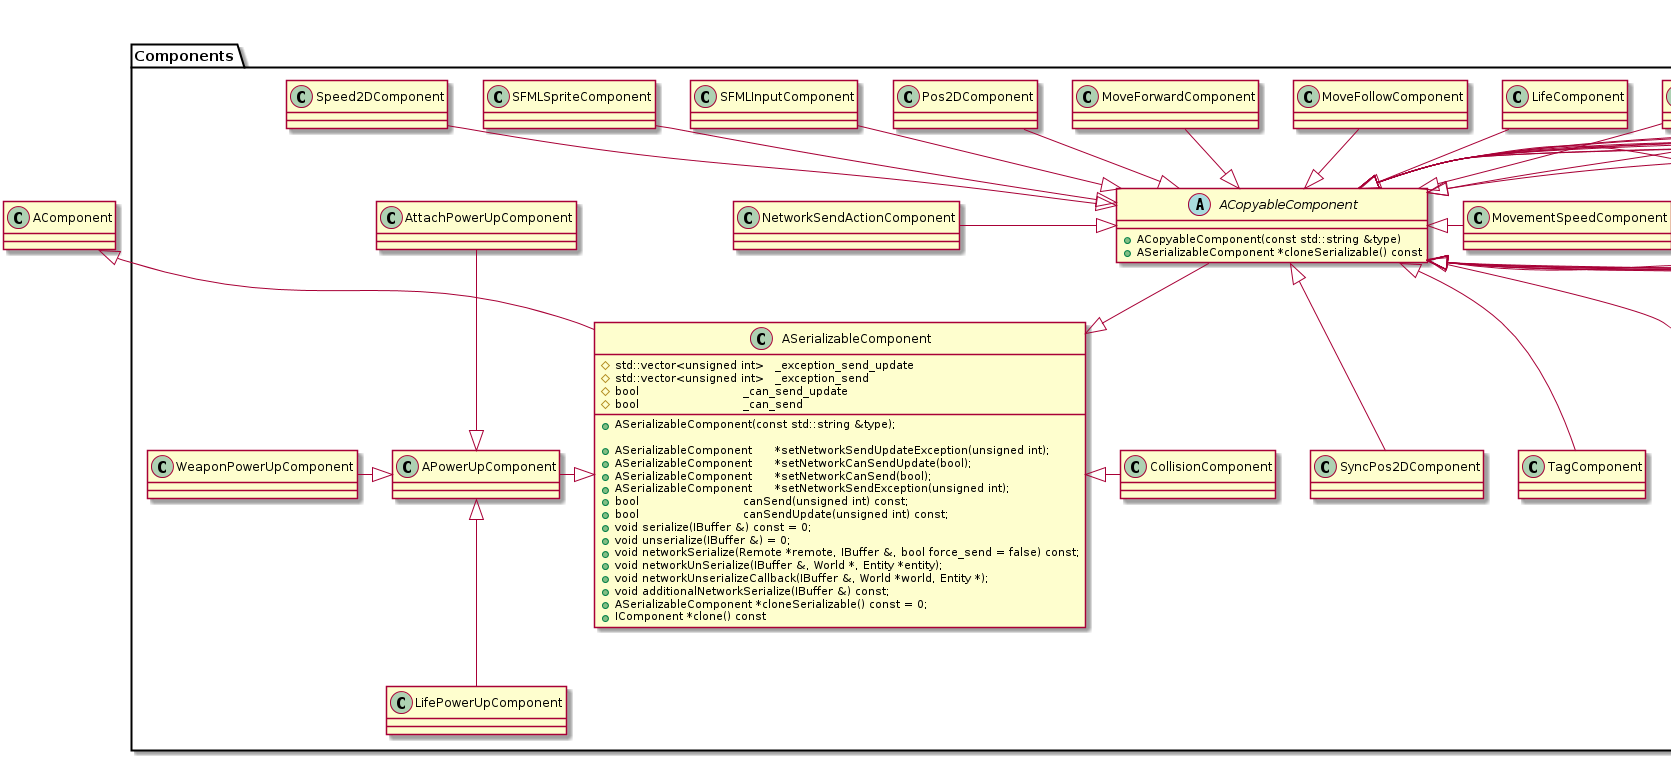 Components
C Speed2DComponent
C SFMLSpriteComponent
C SFMLInputComponent
C Pos2DComponent
C MoveForwardComponent
C MoveFollowComponent
C LifeComponent
C AComponent
C AttachPowerUpComponent
C NetworkSendActionComponent
A ACopyableComponent
ACopyableComponent(const std::string &type)
ASerializableComponent *cloneSerializable() const
C MovementSpeedComponent
C ASerializableComponent
std::vector<unsigned int> _exception_send_update
std::vector<unsigned int> _exception_send
bool _can_send_update
bool _can_send
ASerializableComponent(const std::string &type);
ASerializableComponent *setNetworkSendUpdateException(unsigned int);
ASerializableComponent *setNetworkCanSendUpdate(bool);
ASerializableComponent *setNetworkCanSend(bool);
ASerializableComponent *setNetworkSendException(unsigned int);
bool canSend(unsigned int) const;
bool canSendUpdate(unsigned int) const;
void serialize(IBuffer &) const = 0;
void unserialize(IBuffer &) = 0;
void networkSerialize(Remote *remote, IBuffer &, bool force_send = false) const;
void networkUnSerialize(IBuffer &, World *, Entity *entity);
void networkUnserializeCallback(IBuffer &, World *world, Entity *);
void additionalNetworkSerialize(IBuffer &) const;
ASerializableComponent *cloneSerializable() const = 0;
IComponent *clone() const
C WeaponPowerUpComponent
C APowerUpComponent
C CollisionComponent
C SyncPos2DComponent
C TagComponent
C LifePowerUpComponent